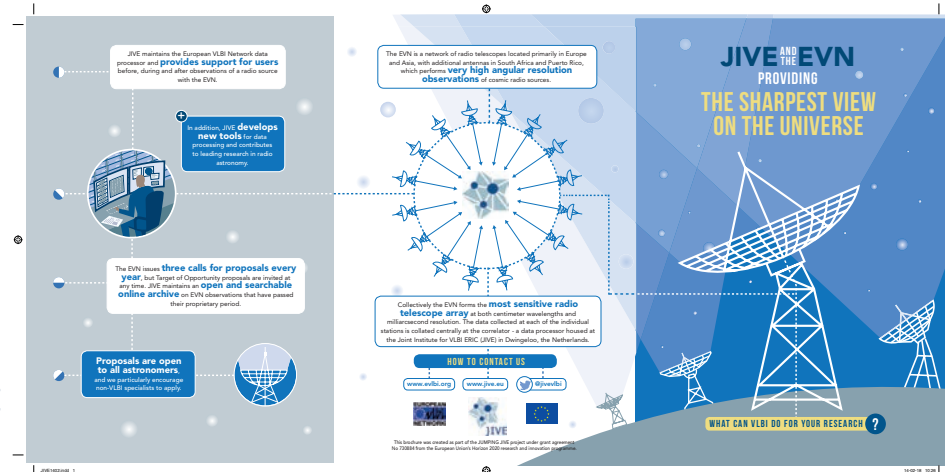 JIVE maintains the European VLBI Network data
processor and provides support for users
before, during and after observations of a radio source
with the EVN.
In addition, JIVE develops
new tools for data
processing and contributes
to leading research in radio
astronomy.
The EVN issues three calls for proposals every
year, but Target of Opportunity proposals are invited at
any time. JIVE maintains an open and searchable
online archive on EVN observations that have passed
their proprietary period.
Proposals are open
to all astronomers,
and we particularly encourage
non-VLBI specialists to apply.
The EVN is a network of radio telescopes located primarily in Europe
and Asia, with additional antennas in South Africa and Puerto Rico,
which performs very high angular resolution
observations of cosmic radio sources.
Collectively the EVN forms the most sensitive radio
telescope array at both centimeter wavelengths and
milliarcsecond resolution. The data collected at each of the individual
stations is collated centrally at the correlator - a data processor housed at
the Joint Institute for VLBI ERIC (JIVE) in Dwingeloo, the Netherlands.
HOW TO CONTACT US
www.evlbi.org
www.jive.eu
@jivevlbi
JIVE
This brochure was created as part of the JUMPING JIVE project under grant agreement
No 730884 from the European Union's Horizon 2020 research and innovation programme.
JIVE AND THE EVN
PROVIDING
THE SHARPEST VIEW
ON THE UNIVERSE
WHAT CAN VLBI DO FOR YOUR RESEARCH ?